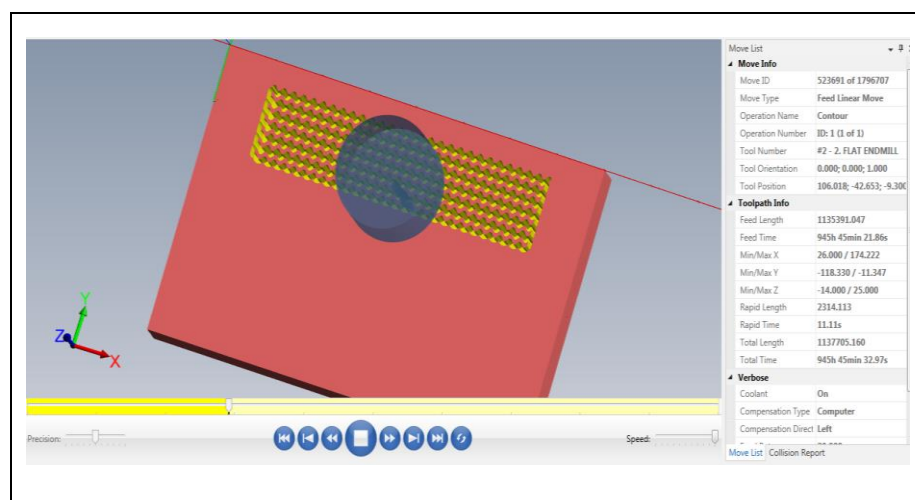 Move List
Move Info
Move ID 523691 of 1796707
Move Type Feed Linear Move
Operation Name Contour
Operation Number ID: 1 (1 of 1)
Tool Number #2 - 2. FLAT ENDMILL
Tool Orientation 0.000; 0.000; 1.000
Tool Position 106.018; -42.653; -9.300
Toolpath Info
Feed Length 1135391.047
Feed Time 945h 45min 21.86s
Min/Max X 26.000 / 174.222
Min/Max Y -118.330 / -11.347
Min/Max Z -14.000 / 25.000
Rapid Length 2314.113
Rapid Time 11.11s
Total Length 1137705.160
Total Time 945h 45min 32.97s
Verbose
Coolant On
Compensation Type Computer
Compensation Direct Left
Move List Collision Report
Y
Z
X
Precision:
Speed: